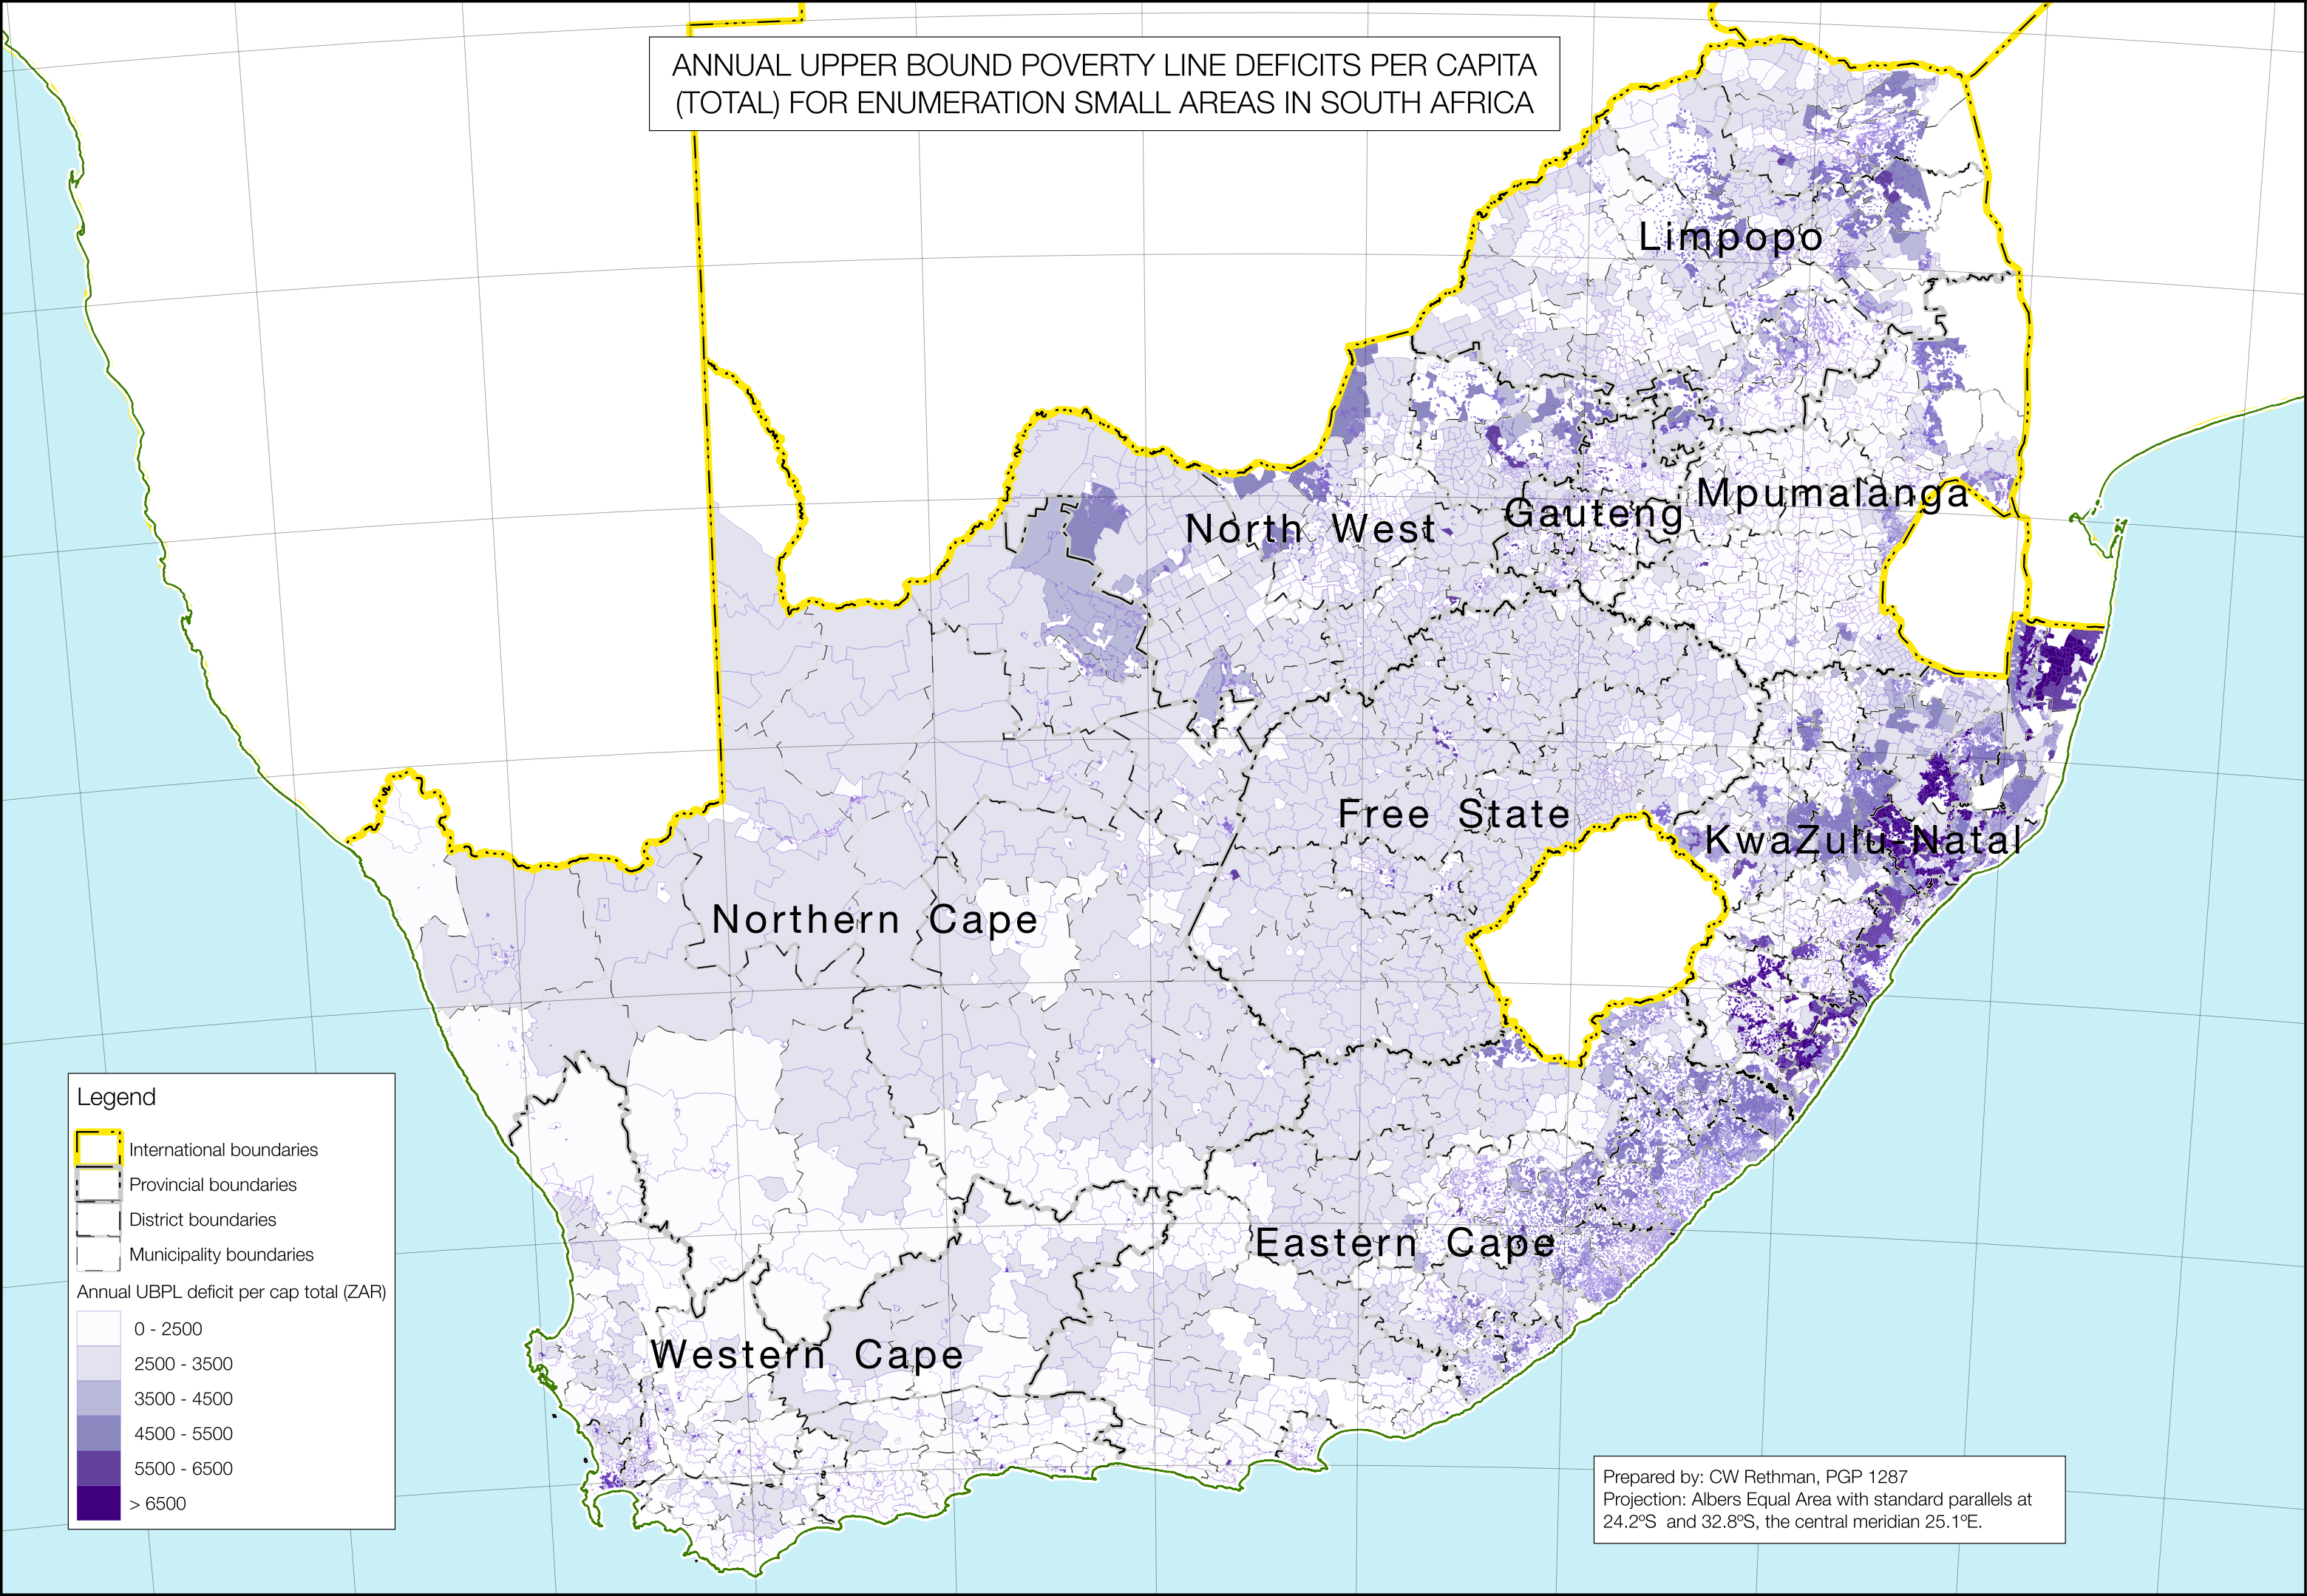 ANNUAL UPPER BOUND POVERTY LINE DEFICITS PER CAPITA
(TOTAL) FOR ENUMERATION SMALL AREAS IN SOUTH AFRICA
Limpopo
Mpumalanga
Gauteng
North West
Free State
KwaZulu-Natal
Northern Cape
Eastern Cape
Western Cape
Legend
International boundaries
Provincial boundaries
District boundaries
Municipality boundaries
Annual UBPL deficit per cap total (ZAR)
0 - 2500
2500 - 3500
3500 - 4500
4500 - 5500
5500 - 6500
> 6500
Prepared by: CW Rethman, PGP 1287
Projection: Albers Equal Area with standard parallels at
24.2ºS and 32.8ºS, the central meridian 25.1ºE.